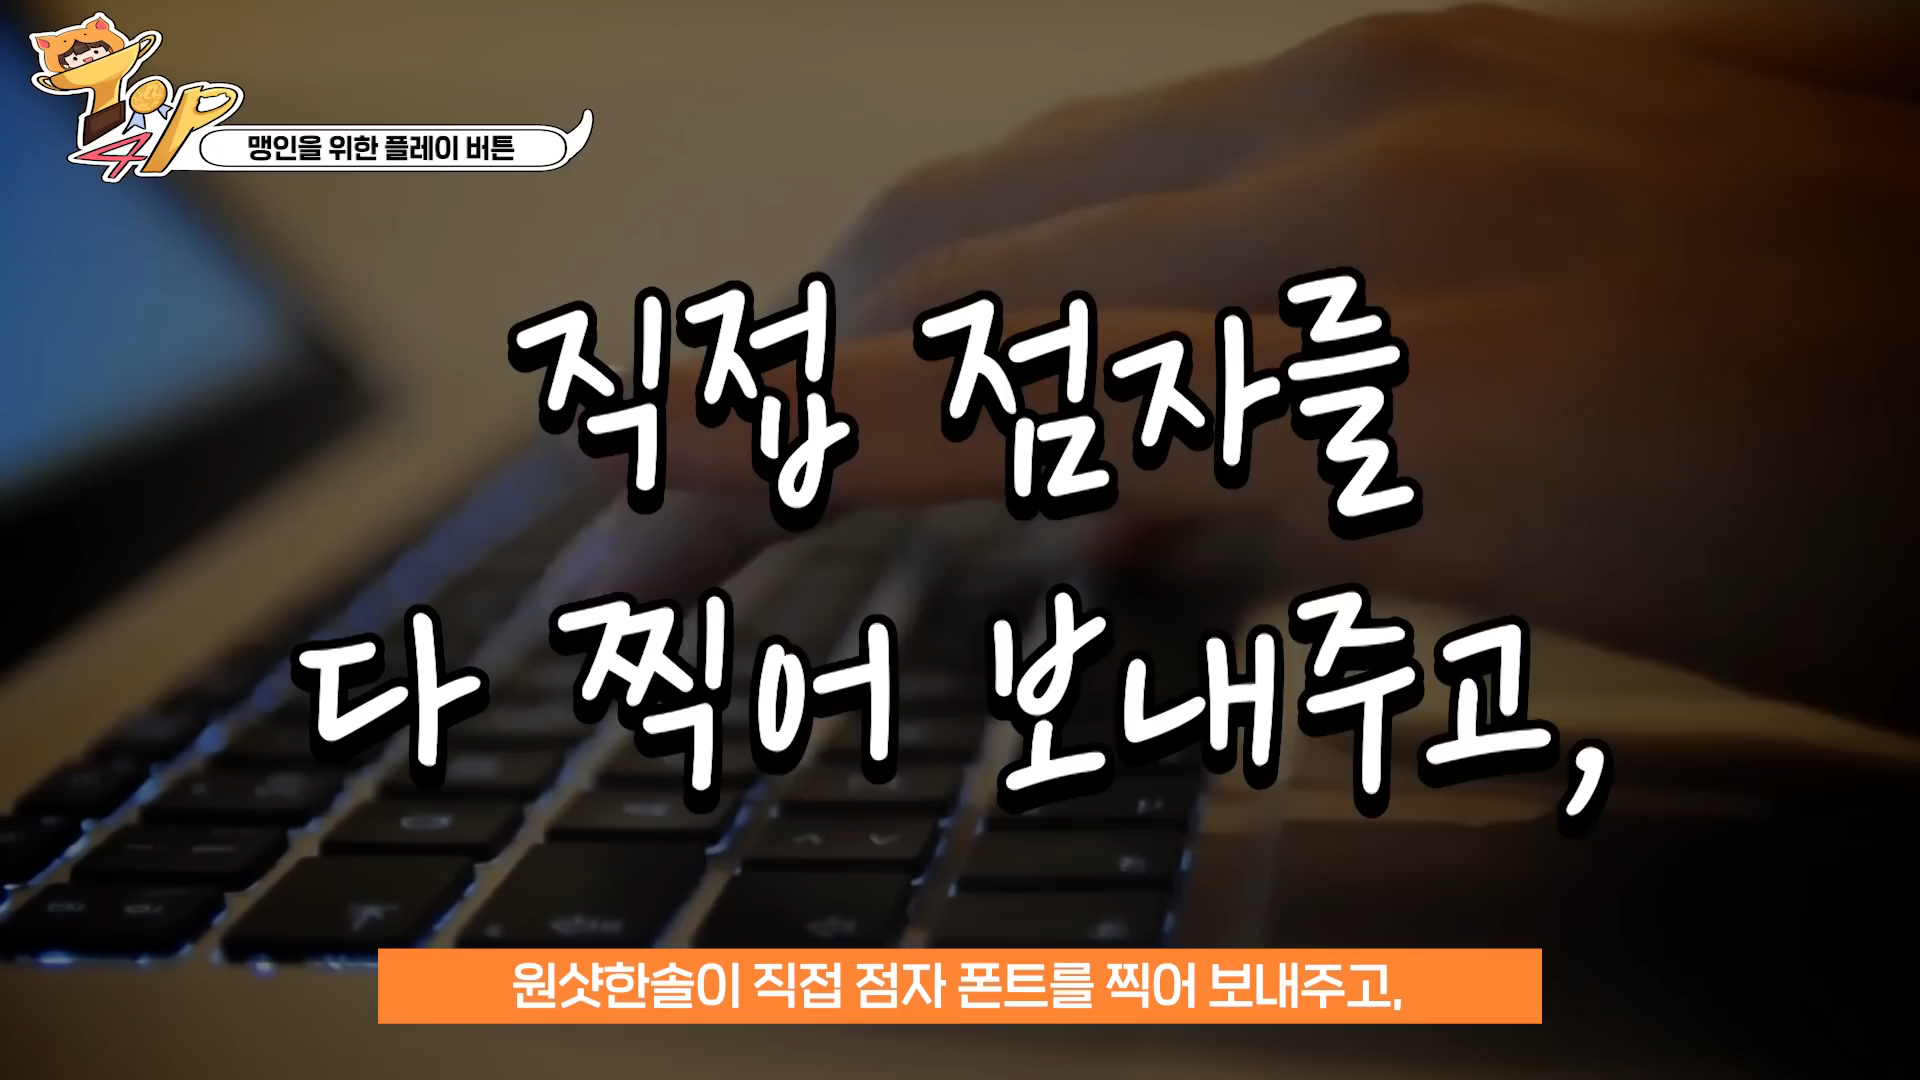 TOP
4
맹인을 위한 플레이 버튼
직접 점자를
다 찍어 보내주고,
원샷한솔이 직접 점자 폰트를 찍어 보내주고,